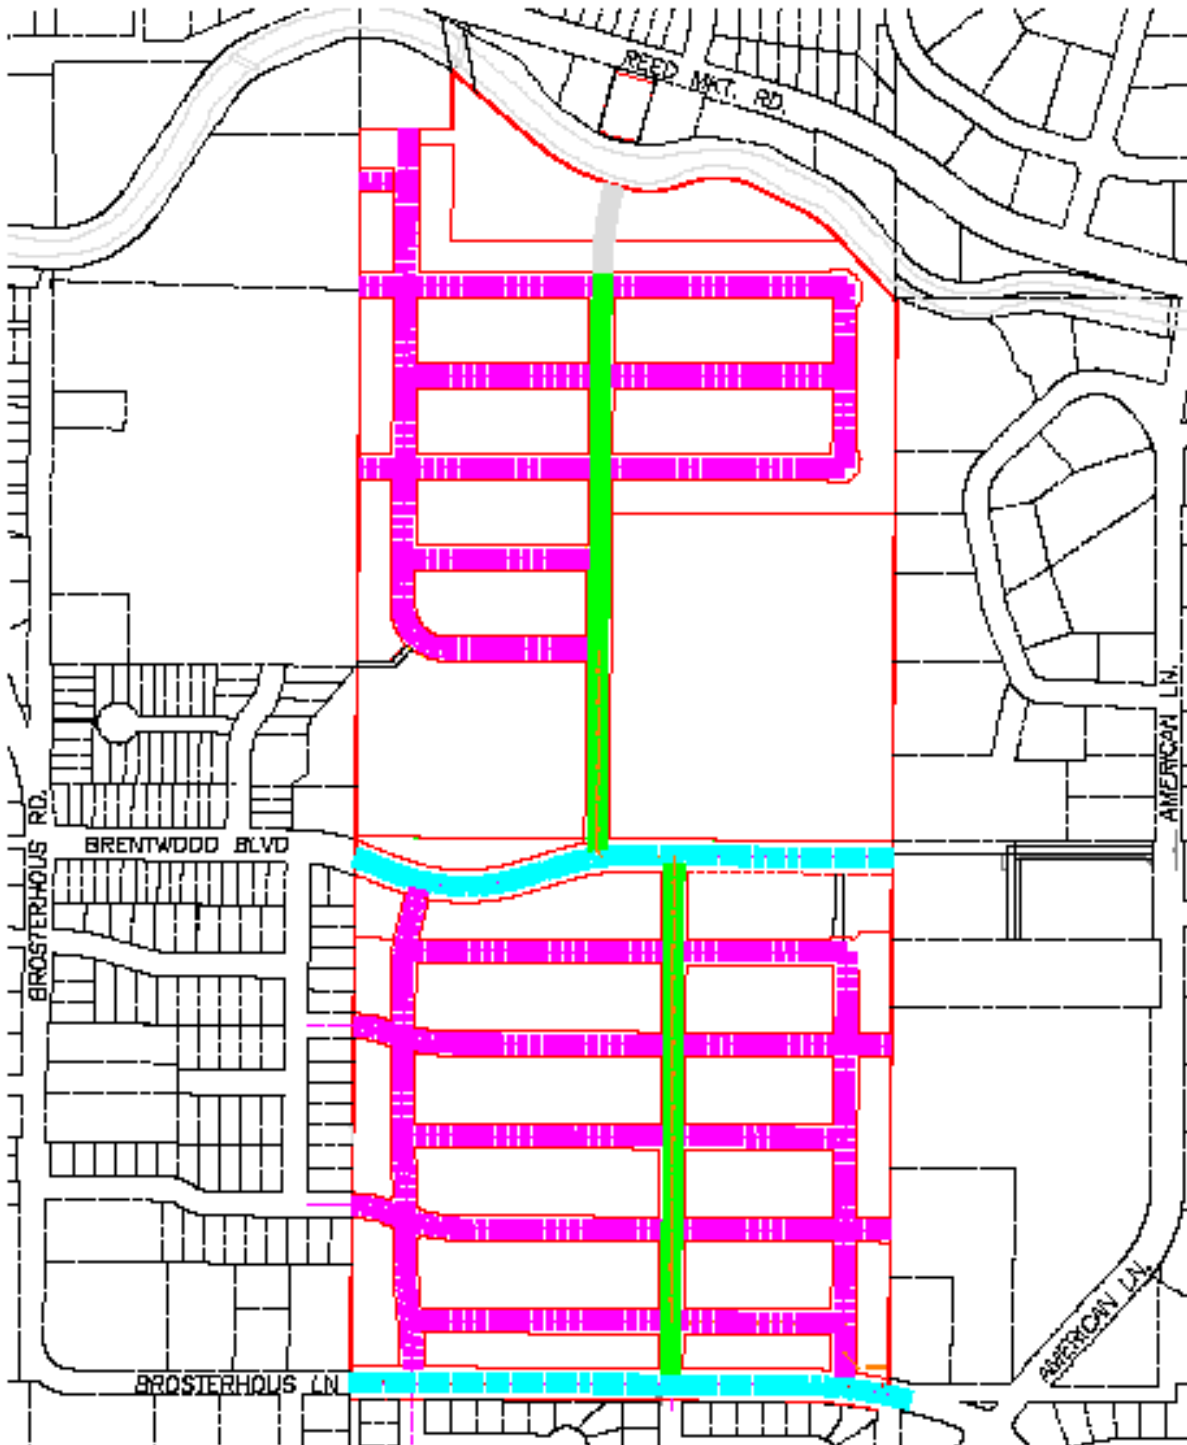 REED MKT. RD.
AMERICAN LN.
BROSTERHOUS RD.
BRENTWOOD BLVD
AMERICAN LN.
BROSTERHOUS LN